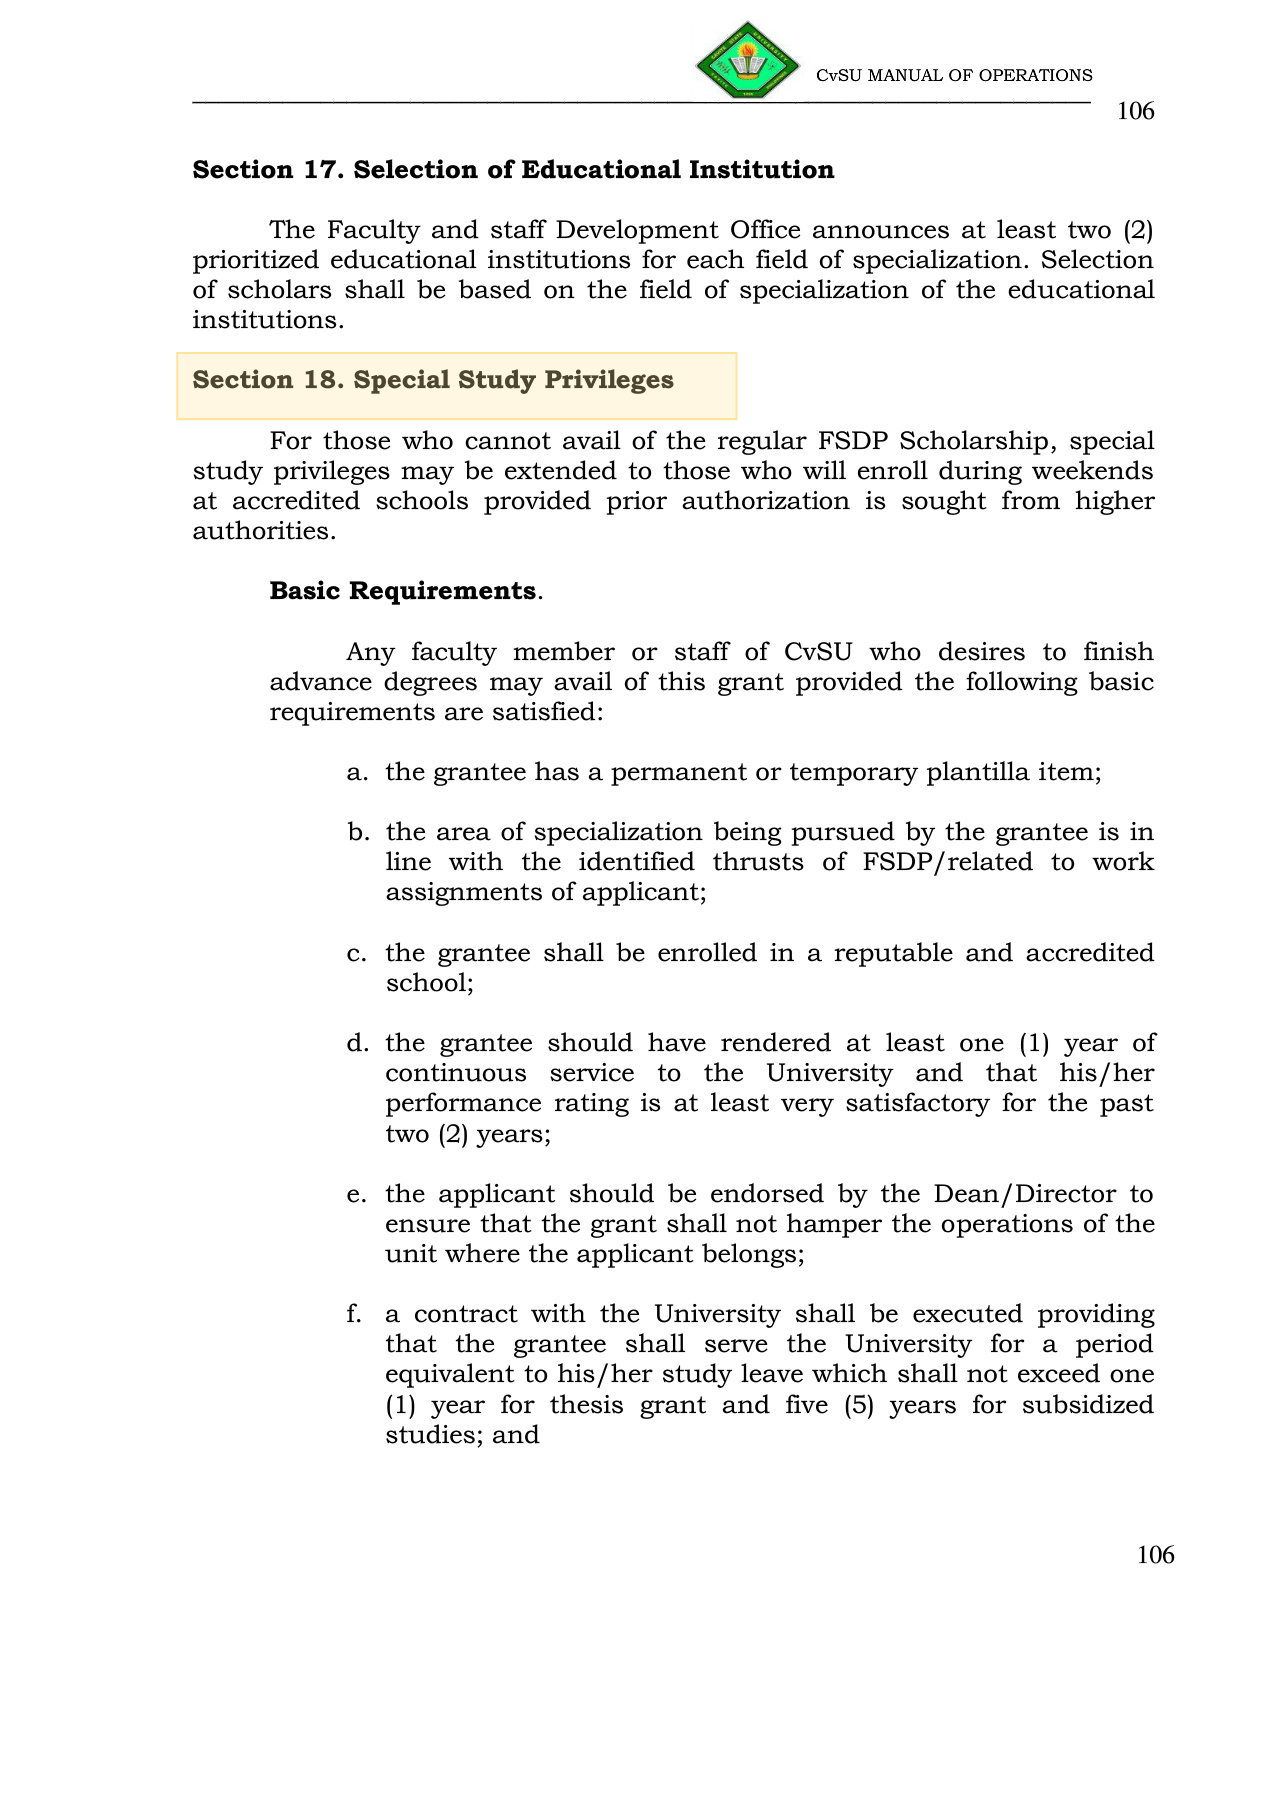 CvSU MANUAL OF OPERATIONS
106
Section 17. Selection of Educational Institution
The Faculty and staff Development Office announces at least two (2)
prioritized educational institutions for each field of specialization. Selection
of scholars shall be based on the field of specialization of the educational
institutions.
Section 18. Special Study Privileges
For those who cannot avail of the regular FSDP Scholarship, special
study privileges may be extended to those who will enroll during weekends
at accredited schools provided prior authorization is sought from higher
authorities.
Basic Requirements.
Any faculty member or staff of CvSU who desires to finish
advance degrees may avail of this grant provided the following basic
requirements are satisfied:
a. the grantee has a permanent or temporary plantilla item;
b. the area of specialization being pursued by the grantee is in
line with the identified thrusts of FSDP/related to work
assignments of applicant;
c. the grantee shall be enrolled in a reputable and accredited
school;
d. the grantee should have rendered at least one (1) year of
continuous service to the University and that his/her
performance rating is at least very satisfactory for the past
two (2) years;
e. the applicant should be endorsed by the Dean/Director to
ensure that the grant shall not hamper the operations of the
unit where the applicant belongs;
f. a contract with the University shall be executed providing
that the grantee shall serve the University for a period
equivalent to his/her study leave which shall not exceed one
(1) year for thesis grant and five (5) years for subsidized
studies; and
106